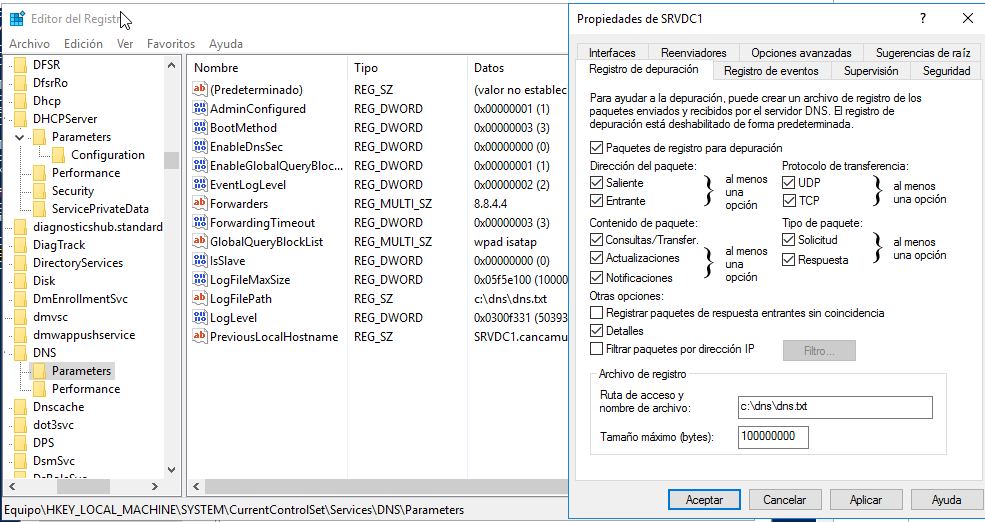 Editor del Registr
Archivo Edición Ver Favoritos Ayuda
DFSR
DfsrRo
Dhcp
DHCPServer
Parameters
Configuration
Performance
Security
ServicePrivateData
diagnosticshub.standard
DiagTrack
DirectoryServices
Disk
DmEnrollmentSvc
dmvsc
dmwappushservice
DNS
Parameters
Performance
Dnscache
dot3svc
DPS
DsmSvc
Nombre Tipo Datos
(Predeterminado) REG_SZ (valor no establec
AdminConfigured REG_DWORD 0x00000001 (1)
BootMethod REG_DWORD 0x00000003 (3)
EnableDnsSec REG_DWORD 0x00000000 (0)
EnableGlobalQueryBloc... REG_DWORD 0x00000001 (1)
EventLogLevel REG_DWORD 0x00000002 (2)
Forwarders REG_MULTI_SZ 8.8.4.4
ForwardingTimeout REG_DWORD 0x00000003 (3)
GlobalQueryBlockList REG_MULTI_SZ wpad isatap
IsSlave REG_DWORD 0x00000000 (0)
LogFileMaxSize REG_DWORD 0x05f5e100 (10000
LogFilePath REG_SZ c:\dns\dns.txt
LogLevel REG_DWORD 0x0300f331 (50393
PreviousLocalHostname REG_SZ SRVDC1.cancamu
Equipo\HKEY_LOCAL_MACHINE\SYSTEM\CurrentControlSet\Services\DNS\Parameters
Propiedades de SRVDC1
Interfaces Reenviadores Opciones avanzadas Sugerencias de raíz
Registro de depuración Registro de eventos Supervisión Seguridad
Para ayudar a la depuración, puede crear un archivo de registro de los
paquetes enviados y recibidos por el servidor DNS. El registro de
depuración está deshabilitado de forma predeterminada.
Paquetes de registro para depuración
Dirección del paquete:
Saliente
Entrante
al menos
una
opción
Protocolo de transferencia:
UDP
TCP
al menos
una opción
Contenido de paquete:
Consultas/Transfer.
Actualizaciones
Notificaciones
al menos
una
opción
Tipo de paquete:
Solicitud
Respuesta
al menos
una opción
Otras opciones:
Registrar paquetes de respuesta entrantes sin coincidencia
Detalles
Filtrar paquetes por dirección IP
Filtro...
Archivo de registro
Ruta de acceso y
nombre de archivo:
c:\dns\dns.txt
Tamaño máximo (bytes):
100000000
Aceptar Cancelar Aplicar Ayuda